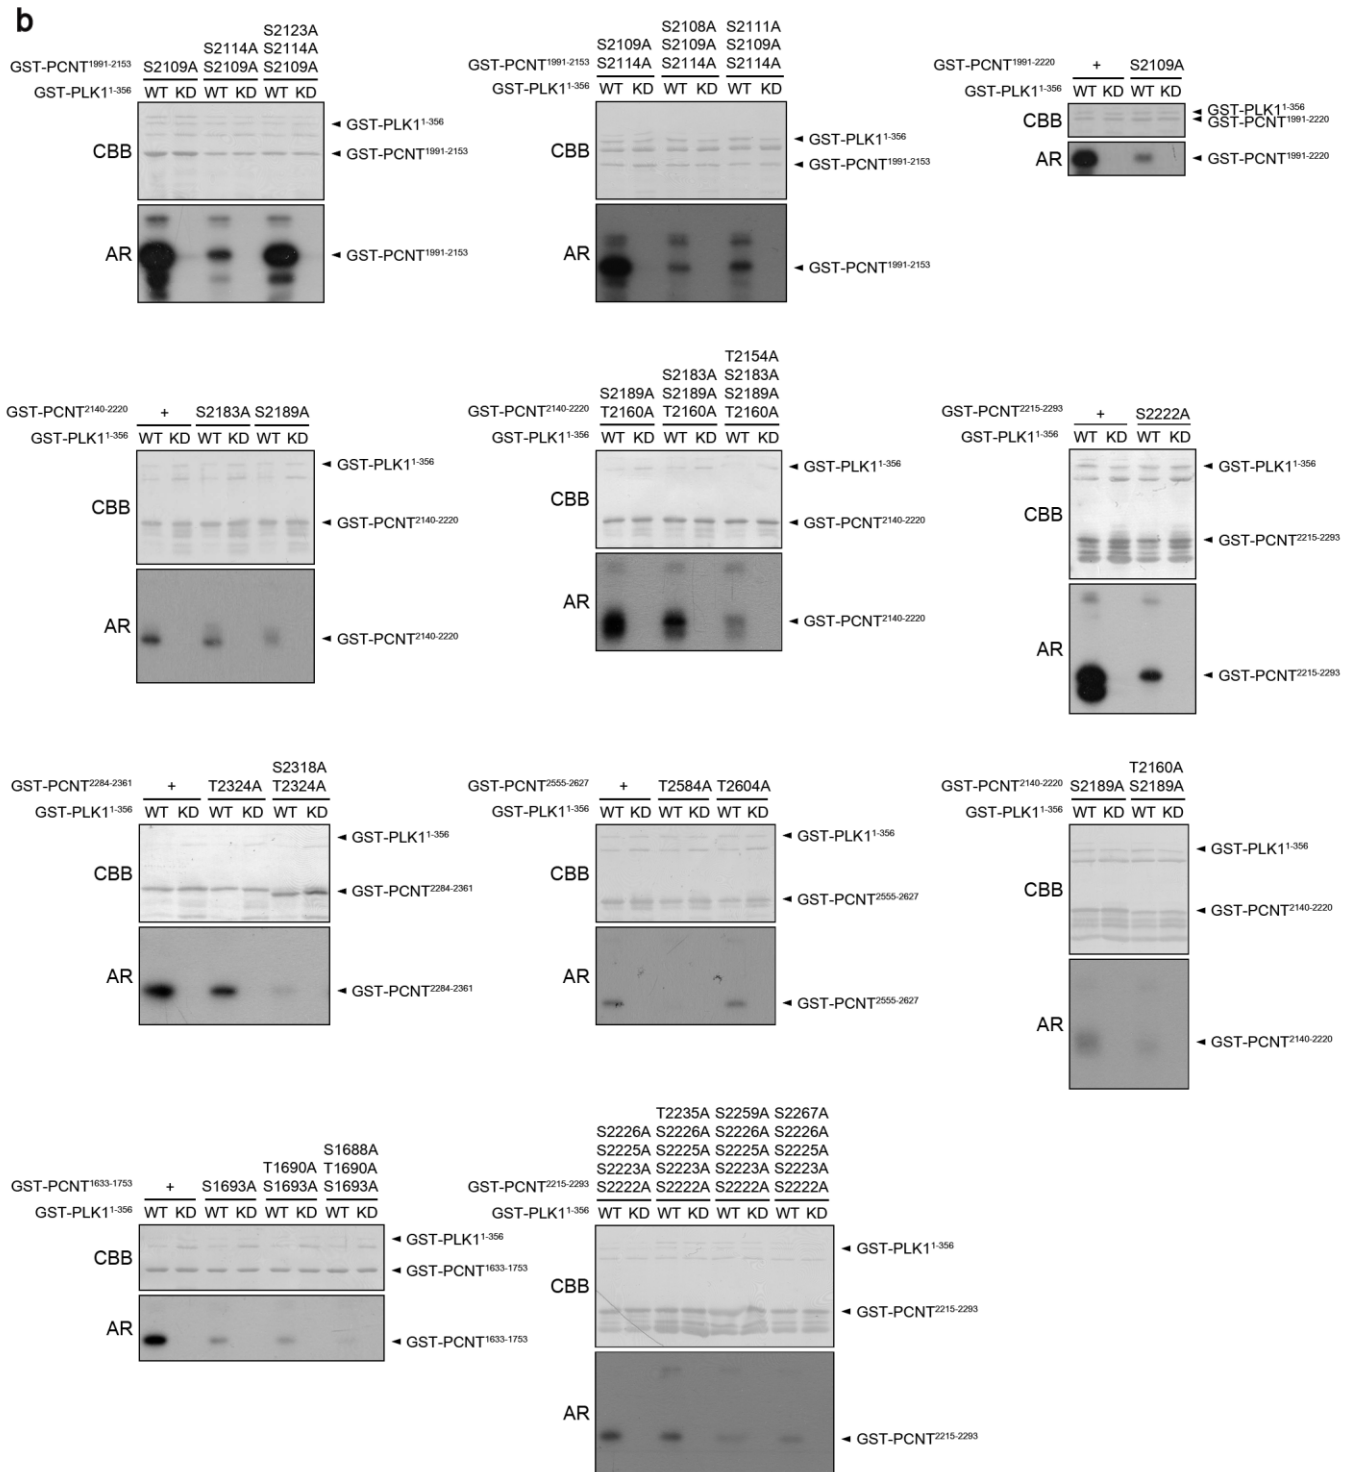 b
S2123A
S2114A S2114A
GST-PCNT1991-2153 S2109A S2109A S2109A
GST-PLK11-356 WT KD WT KD WT KD
CBB
GST-PLK11-356
GST-PCNT1991-2153
AR
GST-PCNT1991-2153
S2108A S2111A
S2109A S2109A S2109A
GST-PCNT1991-2153 S2114A S2114A S2114A
GST-PLK11-356 WT KD WT KD WT KD
CBB
GST-PLK11-356
GST-PCNT1991-2153
AR
GST-PCNT1991-2153
GST-PCNT1991-2220 + S2109A
GST-PLK11-356 WT KD WT KD
CBB
GST-PLK11-356
GST-PCNT1991-2220
AR
GST-PCNT1991-2220
GST-PCNT2140-2220 + S2183A S2189A
GST-PLK11-356 WT KD WT KD WT KD
CBB
GST-PLK11-356
GST-PCNT2140-2220
AR
GST-PCNT2140-2220
T2154A
S2183A S2183A
S2189A S2189A S2189A
GST-PCNT2140-2220 T2160A T2160A T2160A
GST-PLK11-356 WT KD WT KD WT KD
CBB
GST-PLK11-356
GST-PCNT2140-2220
AR
GST-PCNT2140-2220
GST-PCNT2215-2293 + S2222A
GST-PLK11-356 WT KD WT KD
CBB
GST-PLK11-356
GST-PCNT2215-2293
AR
GST-PCNT2215-2293
S2318A
GST-PCNT2284-2361 + T2324A T2324A
GST-PLK11-356 WT KD WT KD WT KD
CBB
GST-PLK11-356
GST-PCNT2284-2361
AR
GST-PCNT2284-2361
GST-PCNT2555-2627 + T2584A T2604A
GST-PLK11-356 WT KD WT KD WT KD
CBB
GST-PLK11-356
GST-PCNT2555-2627
AR
GST-PCNT2555-2627
T2160A
GST-PCNT2140-2220 S2189A S2189A
GST-PLK11-356 WT KD WT KD
CBB
GST-PLK11-356
GST-PCNT2140-2220
AR
GST-PCNT2140-2220
S1688A
T1690A T1690A
GST-PCNT1633-1753 + S1693A S1693A S1693A
GST-PLK11-356 WT KD WT KD WT KD WT KD
CBB
GST-PLK11-356
GST-PCNT1633-1753
AR
GST-PCNT1633-1753
T2235A S2259A S2267A
S2226A S2226A S2226A S2226A
S2225A S2225A S2225A S2225A
S2223A S2223A S2223A S2223A
GST-PCNT2215-2293 S2222A S2222A S2222A S2222A
GST-PLK11-356 WT KD WT KD WT KD WT KD
CBB
GST-PLK11-356
GST-PCNT2215-2293
AR
GST-PCNT2215-2293